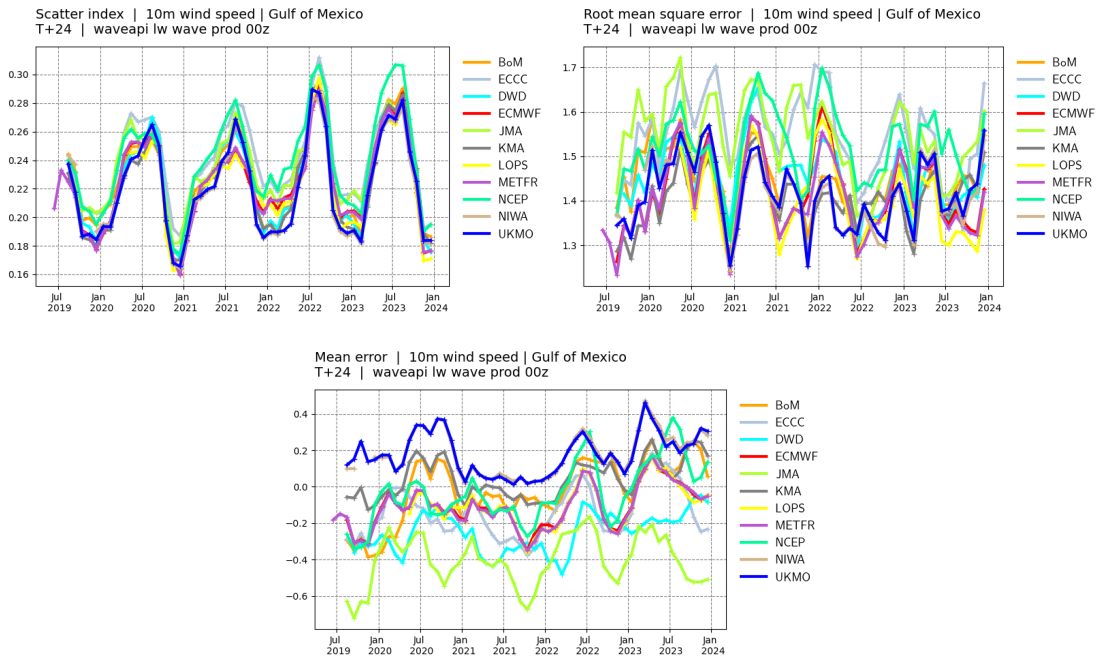 Scatter index | 10m wind speed | Gulf of Mexico
T+24 | waveapi lw wave prod 00z
0.30
0.28
0.26
0.24
0.22
0.20
0.18
0.16
Jul 2019
Jan 2020
Jul 2020
Jan 2021
Jul 2021
Jan 2022
Jul 2022
Jan 2023
Jul 2023
Jan 2024
BoM
ECCC
DWD
ECMWF
JMA
KMA
LOPS
METFR
NCEP
NIWA
UKMO
Root mean square error | 10m wind speed | Gulf of Mexico
T+24 | waveapi lw wave prod 00z
1.7
1.6
1.5
1.4
1.3
Jul 2019
Jan 2020
Jul 2020
Jan 2021
Jul 2021
Jan 2022
Jul 2022
Jan 2023
Jul 2023
Jan 2024
BoM
ECCC
DWD
ECMWF
JMA
KMA
LOPS
METFR
NCEP
NIWA
UKMO
Mean error | 10m wind speed | Gulf of Mexico
T+24 | waveapi lw wave prod 00z
0.4
0.2
0.0
−0.2
−0.4
−0.6
Jul 2019
Jan 2020
Jul 2020
Jan 2021
Jul 2021
Jan 2022
Jul 2022
Jan 2023
Jul 2023
Jan 2024
BoM
ECCC
DWD
ECMWF
JMA
KMA
LOPS
METFR
NCEP
NIWA
UKMO